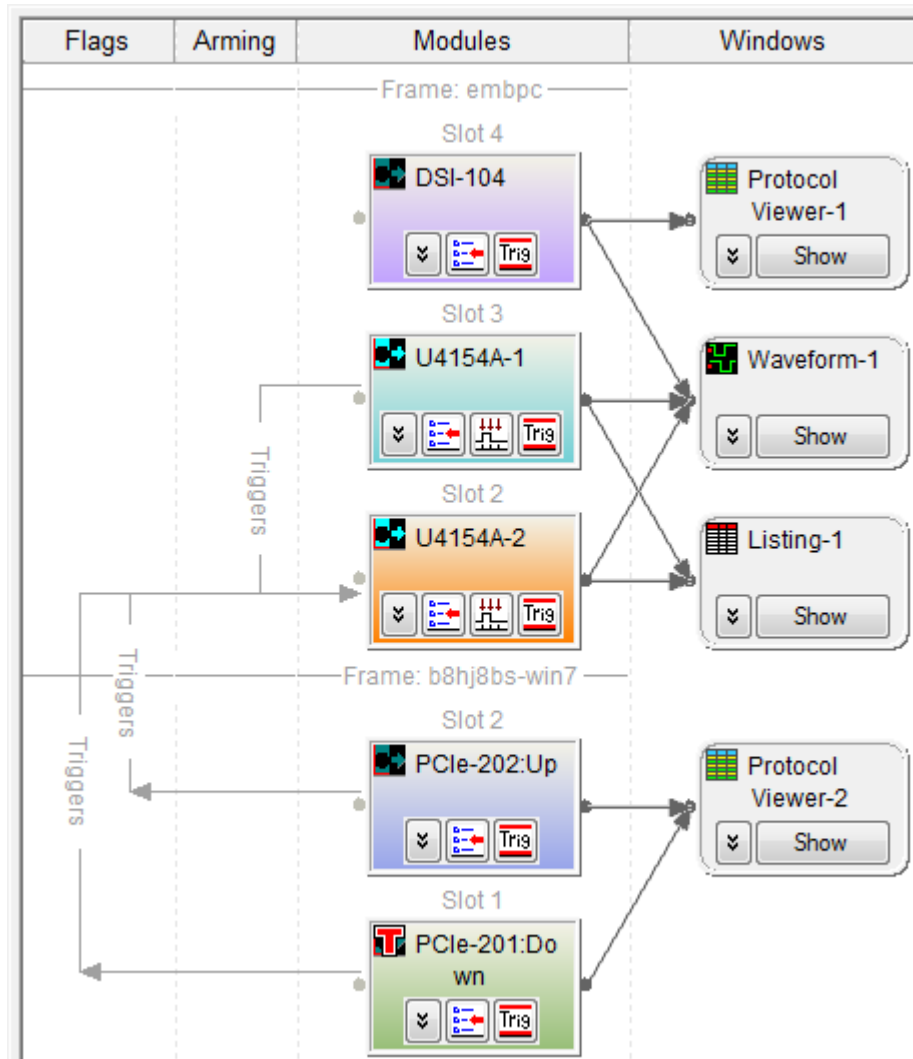 Flags Arming Modules Windows
Frame: embpc
Slot 4
DSI-104
Trig
Protocol
Viewer-1
Show
Slot 3
U4154A-1
Trig
Waveform-1
Show
Triggers
Slot 2
U4154A-2
Trig
Listing-1
Show
Triggers
Frame: b8hj8bs-win7
Triggers
Slot 2
PCIe-202:Up
Trig
Protocol
Viewer-2
Show
Slot 1
PCIe-201:Do
wn
Trig